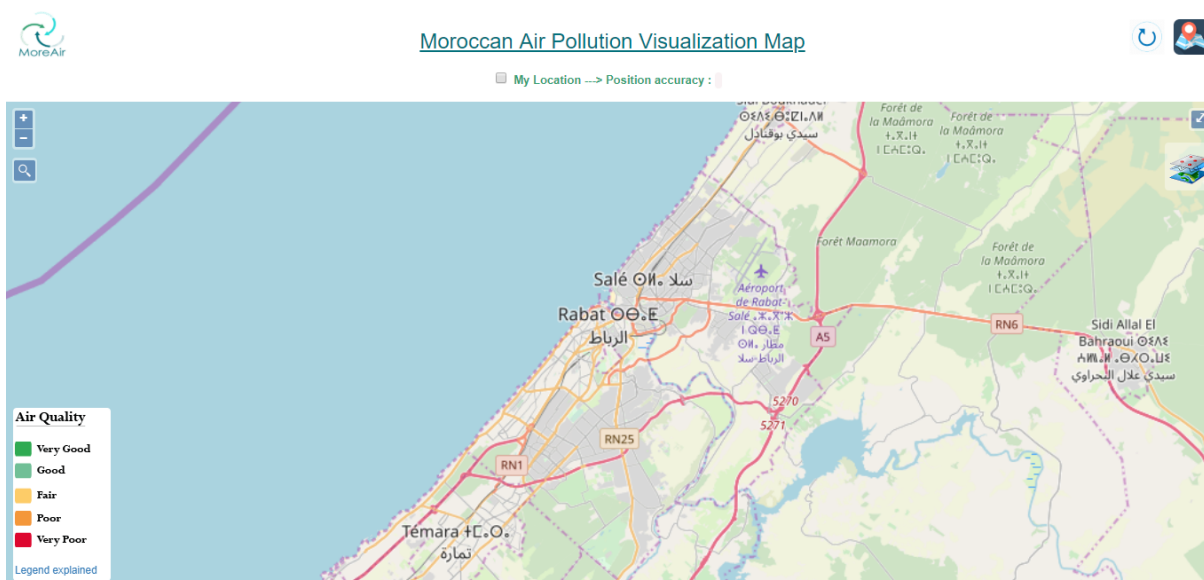 MoreAir
Moroccan Air Pollution Visualization Map
My Location ---> Position accuracy :
+
−
سيدي بوقنادل
Forêt de
la Maâmora
Forêt de
la Maâmora
Forêt Maamora
Forêt de
la Maâmora
Salé ⵙⵍⴰ سلا
Aéroport
de Rabat-
Salé
مطار
الرباط-سلا
Rabat ⵔⴱⴰⵟ
الرباط
A5
RN6
Sidi Allal El
Bahraoui
سيدي علال البحراوي
5270
5271
RN25
RN1
Témara
تمارة
Air Quality
Very Good
Good
Fair
Poor
Very Poor
Legend explained